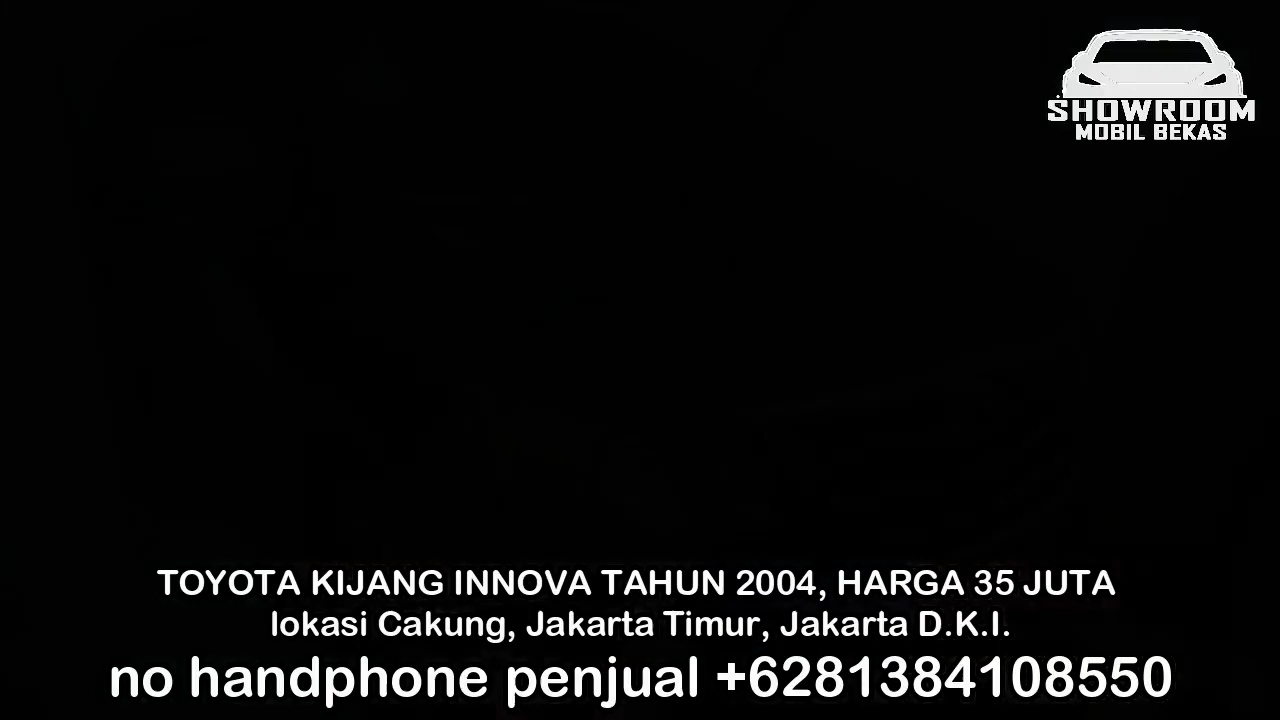 SHOWROOM
MOBIL BEKAS
TOYOTA KIJANG INNOVA TAHUN 2004, HARGA 35 JUTA
lokasi Cakung, Jakarta Timur, Jakarta D.K.I.
no handphone penjual +6281384108550